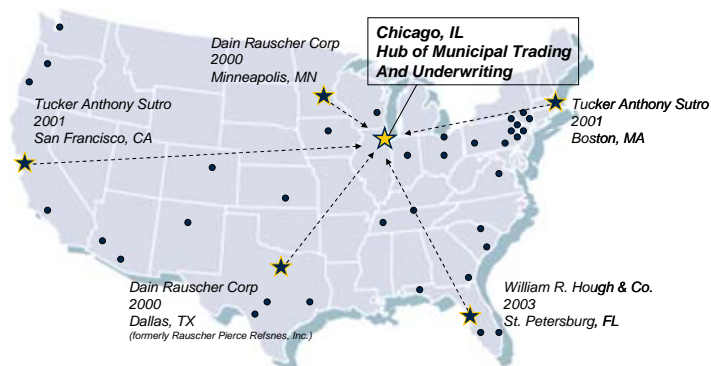 Dain Rauscher Corp
2000
Minneapolis, MN
Chicago, IL
Hub of Municipal Trading
And Underwriting
Tucker Anthony Sutro
2001
San Francisco, CA
Tucker Anthony Sutro
2001
Boston, MA
Dain Rauscher Corp
2000
Dallas, TX
(formerly Rauscher Pierce Refsnes, Inc.)
William R. Hough & Co.
2003
St. Petersburg, FL